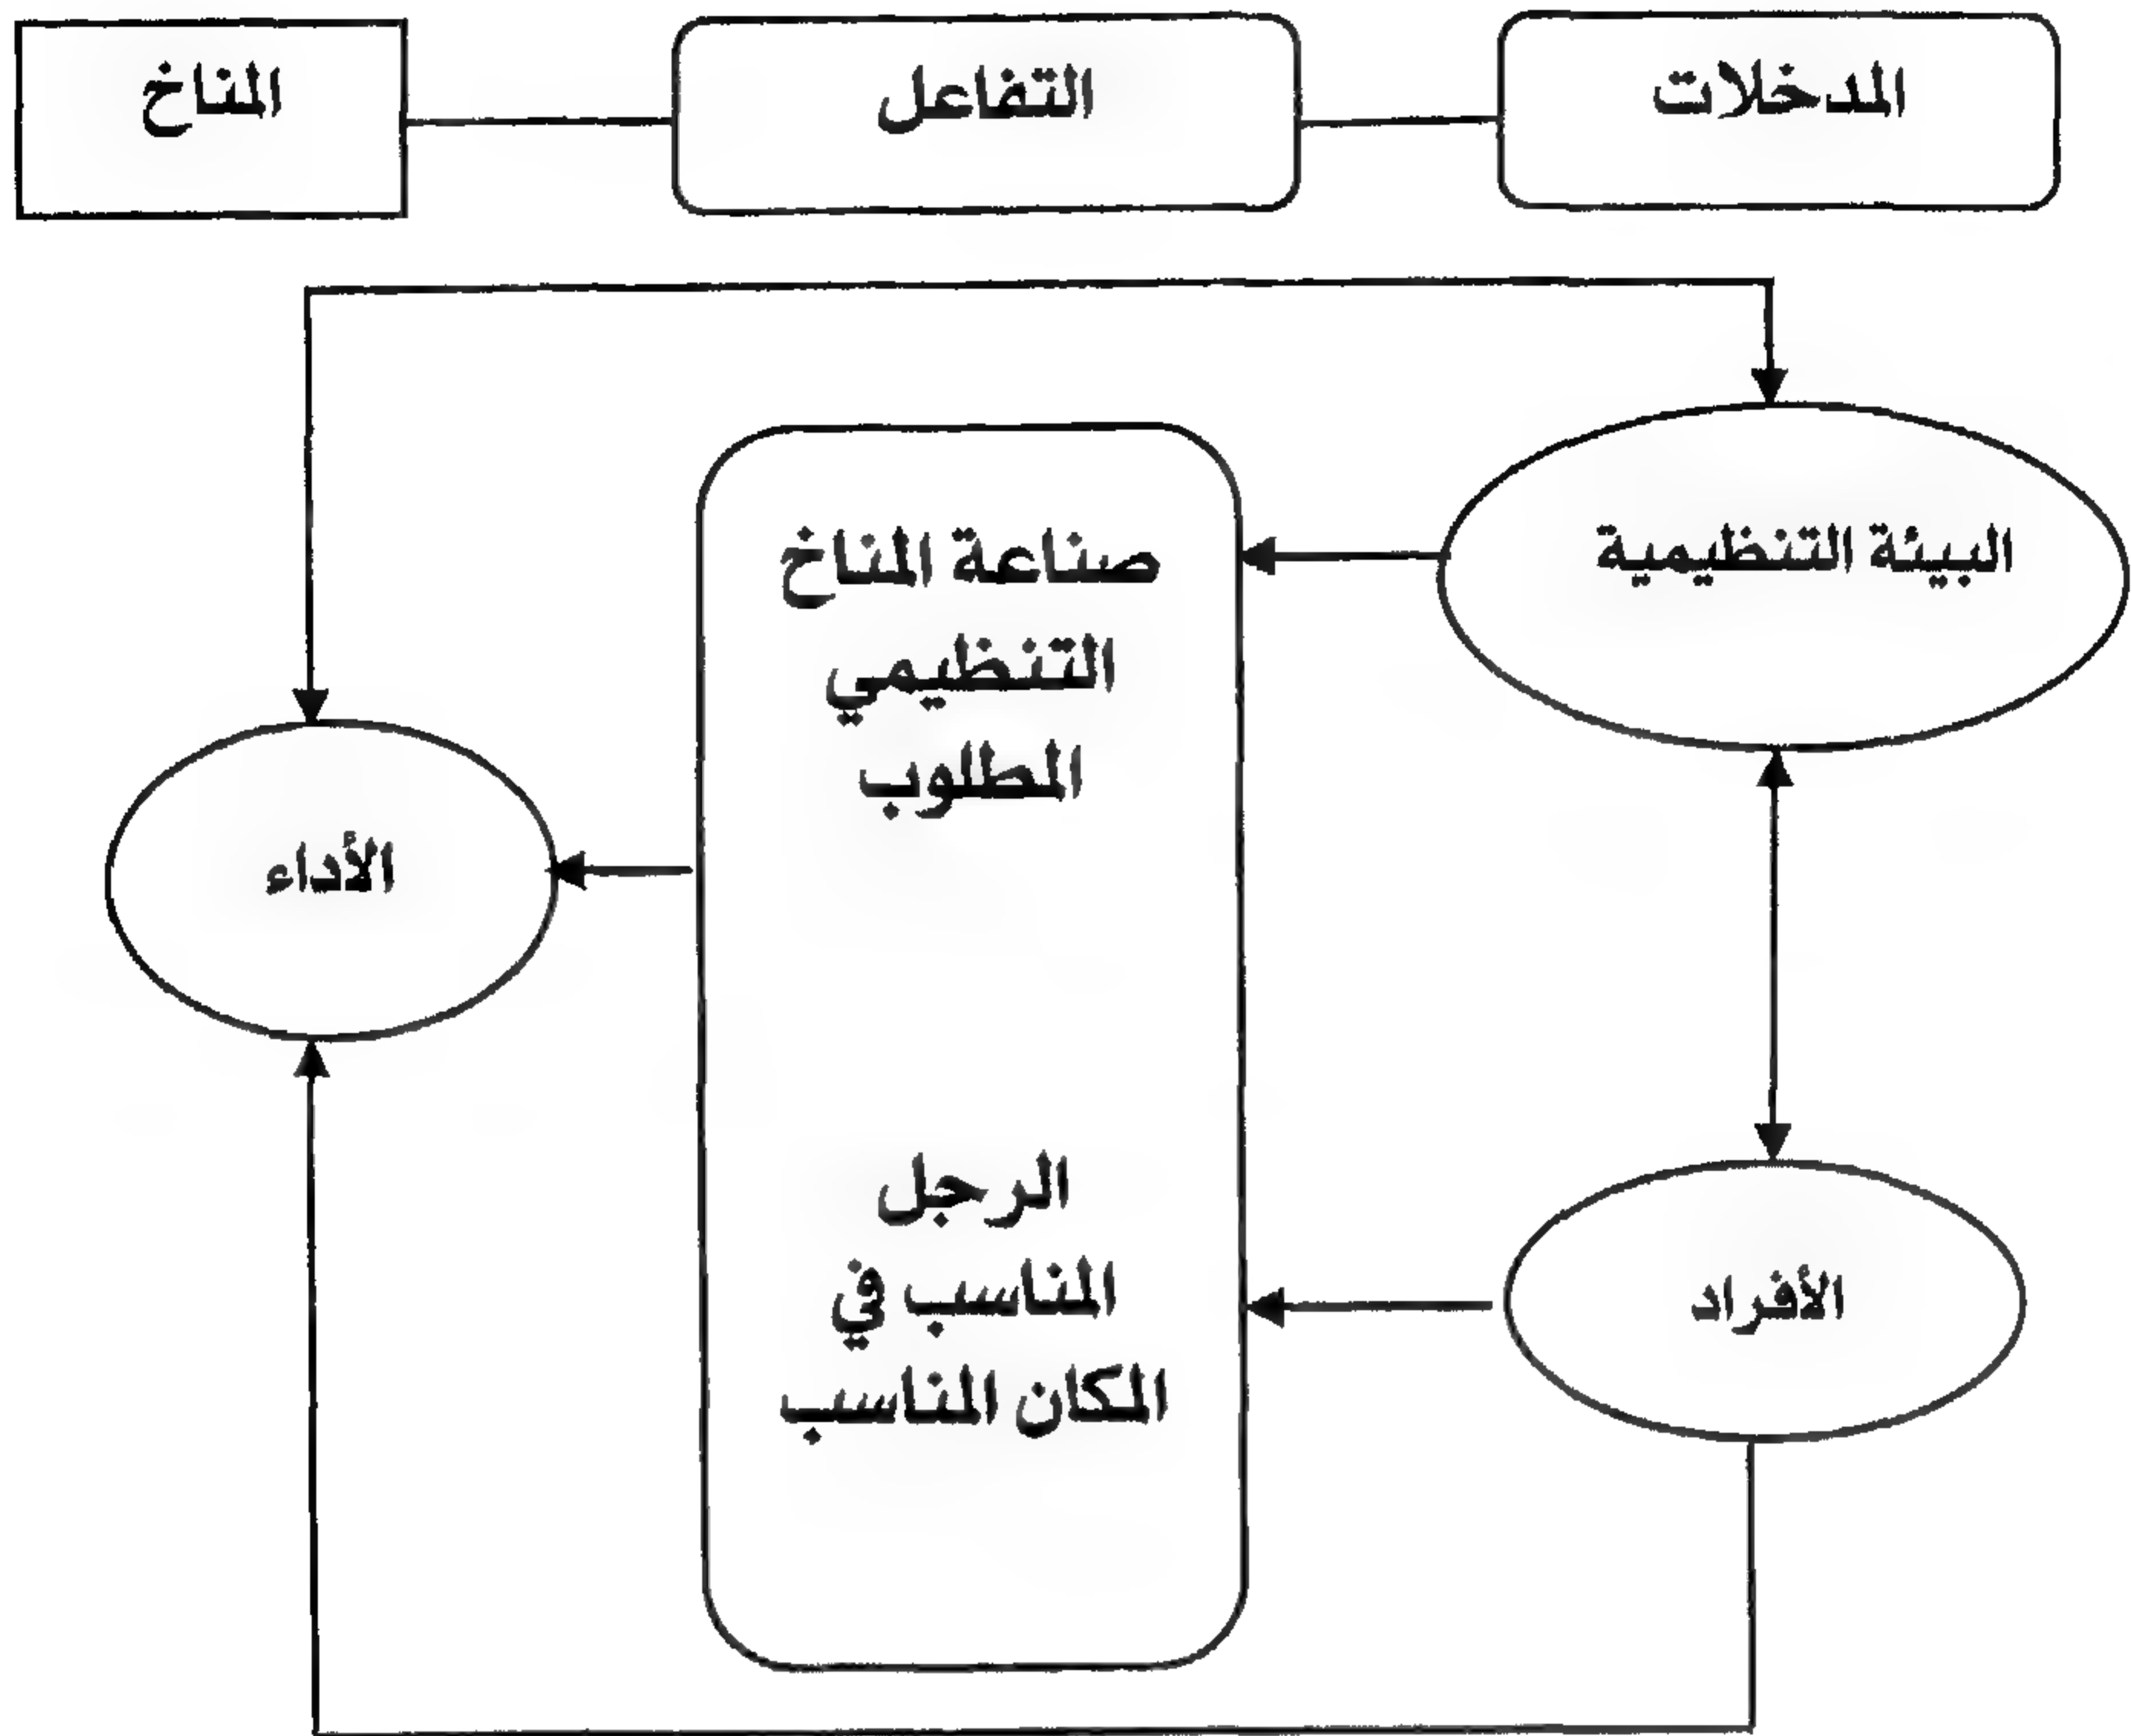 المدخلات
التفاعل
المناخ
البيئة التنظيمية
صناعة المناخ
التنظيمي
المطلوب
الأداء
الرجل
المناسب في
المكان المناسب
الأفراد